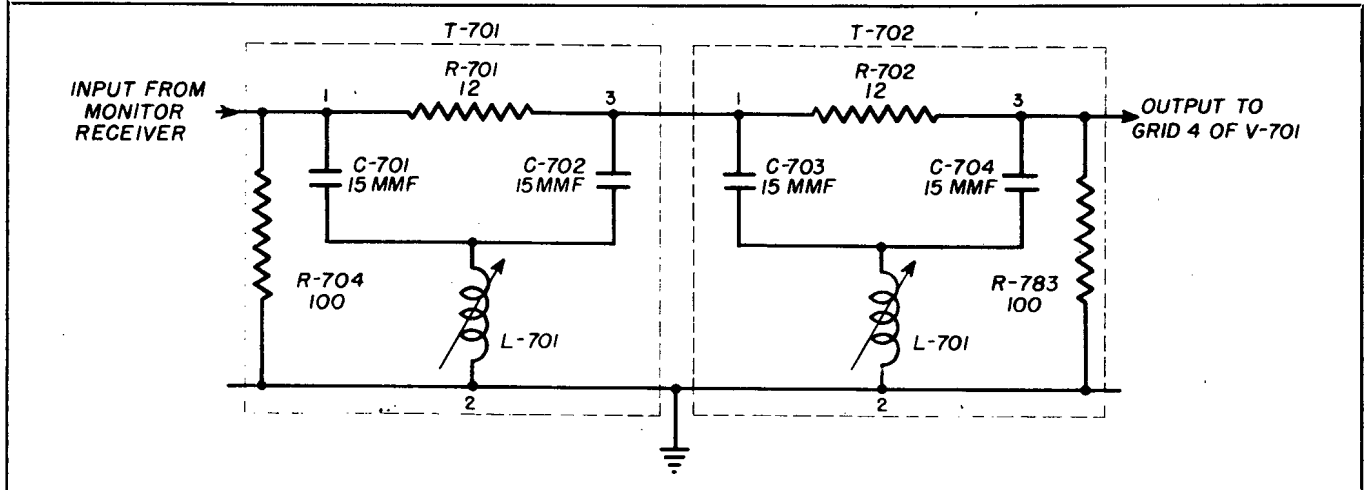 T-701
T-702
R-701
12
R-702
12
INPUT FROM
MONITOR
RECEIVER
1
3
1
3
OUTPUT TO
GRID 4 OF V-701
C-701
15 MMF
C-702
15 MMF
C-703
15 MMF
C-704
15 MMF
R-704
100
L-701
L-701
R-783
100
2
2